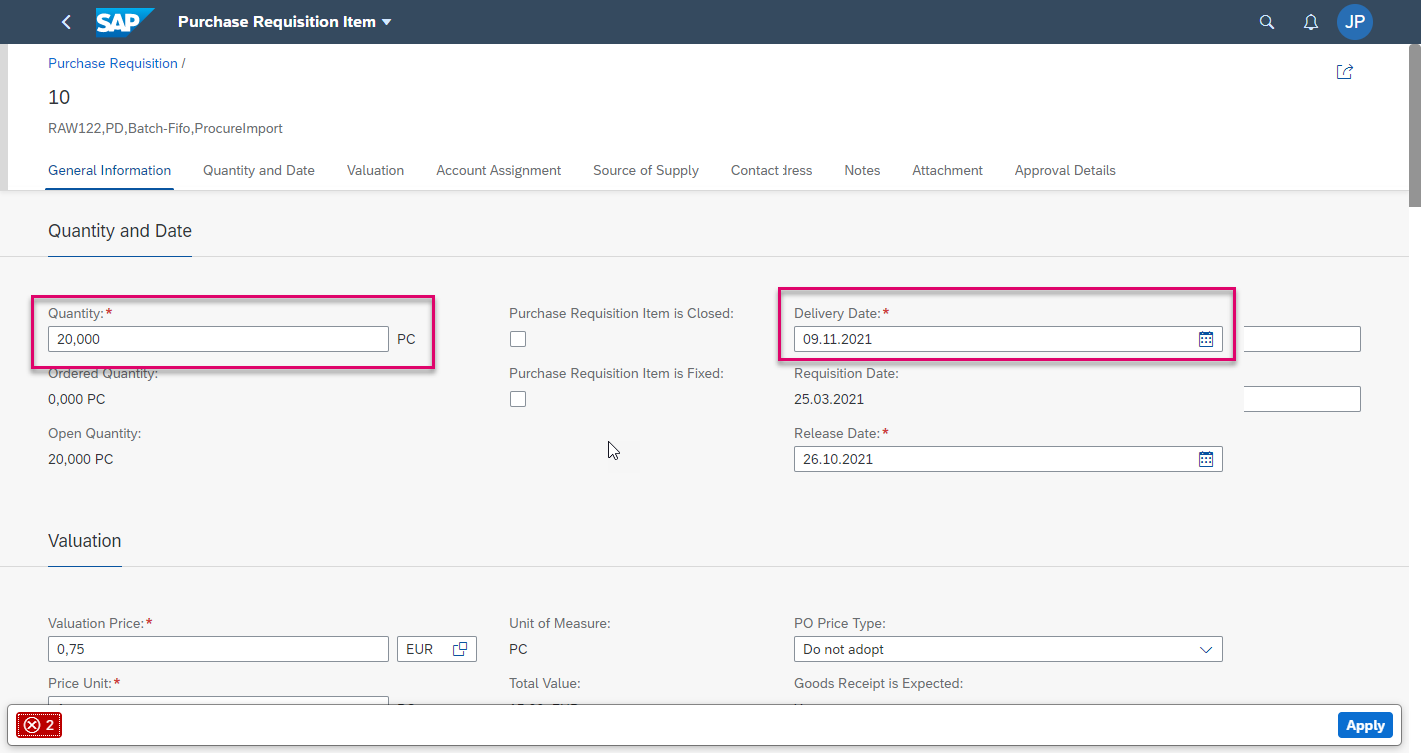 SAP Purchase Requisition Item
JP
Purchase Requisition /
10
RAW122,PD,Batch-Fifo,ProcureImport
General Information Quantity and Date Valuation Account Assignment Source of Supply Contact dress Notes Attachment Approval Details
Quantity and Date
Quantity:* Purchase Requisition Item is Closed: Delivery Date:*
20,000 PC 09.11.2021
Ordered Quantity: Purchase Requisition Item is Fixed: Requisition Date:
0,000 PC 25.03.2021
Open Quantity: Release Date:*
20,000 PC 26.10.2021
Valuation
Valuation Price:* Unit of Measure: PO Price Type:
0,75 EUR PC Do not adopt
Price Unit:* Total Value: Goods Receipt is Expected:
2 Apply